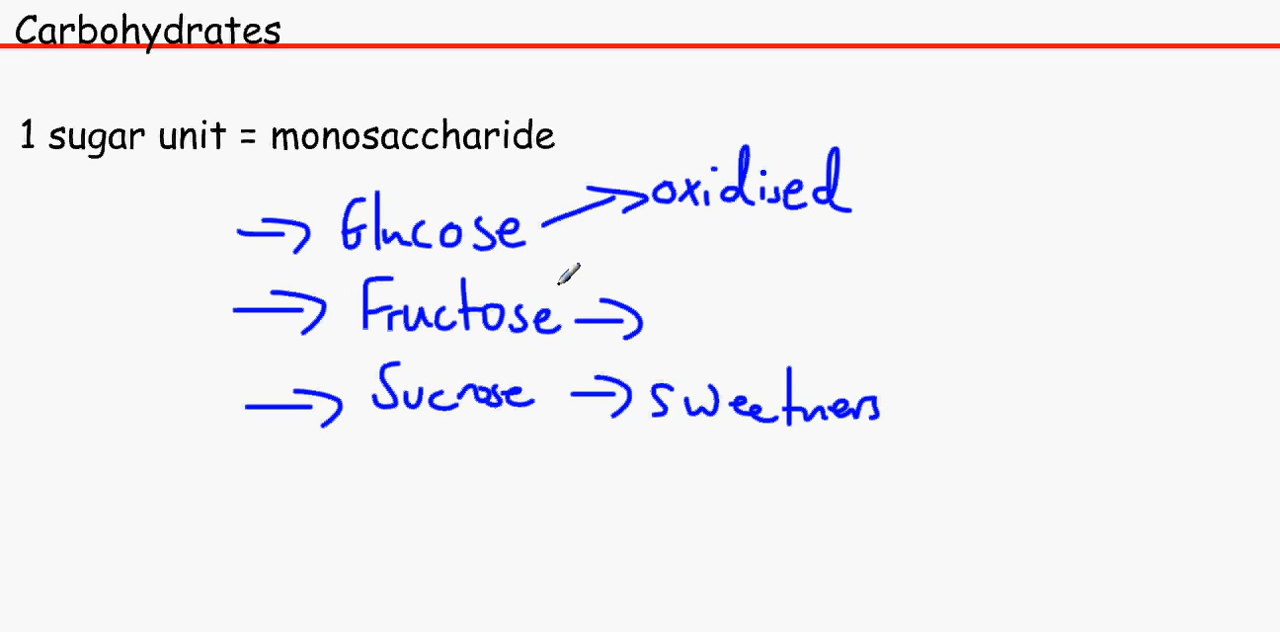 Carbohydrates
1 sugar unit = monosaccharide
→ Glucose → oxidised
→ Fructose →
→ Sucrose → sweetners